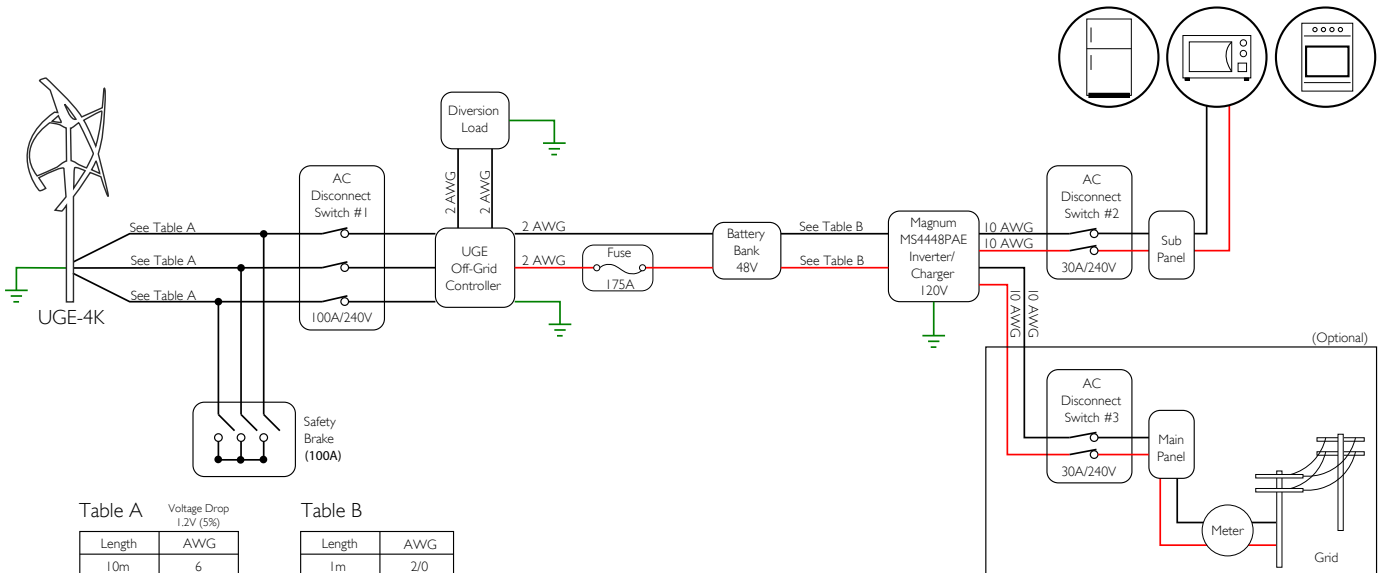 Diversion
Load
2 AWG
2 AWG
AC
Disconnect
Switch #1
100A/240V
See Table A
See Table A
See Table A
UGE-4K
UGE
Off-Grid
Controller
2 AWG
2 AWG
Fuse
175A
Battery
Bank
48V
See Table B
See Table B
Magnum
MS4448PAE
Inverter/
Charger
120V
10 AWG
10 AWG
10 AWG
10 AWG
AC
Disconnect
Switch #2
30A/240V
Sub
Panel
(Optional)
AC
Disconnect
Switch #3
30A/240V
Main
Panel
Meter
Grid
Safety
Brake
(100A)
Table A
Voltage Drop
1.2V (5%)
Length AWG
10m 6
Table B
Length AWG
1m 2/0